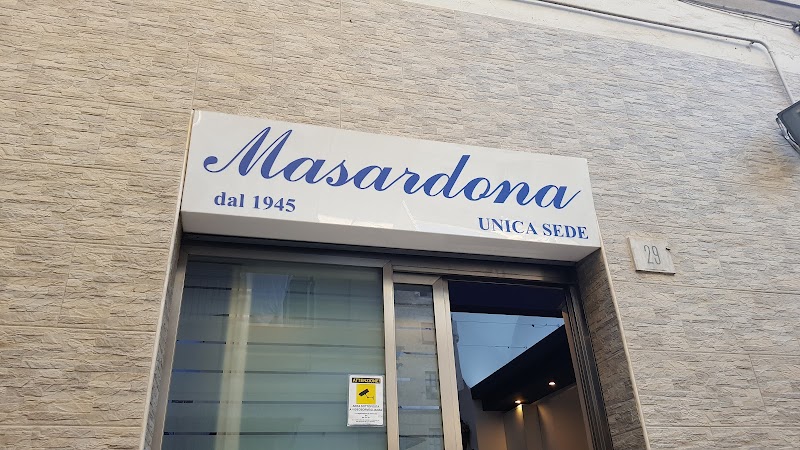 Masardona
dal 1945
UNICA SEDE
29
ATTENZIONE